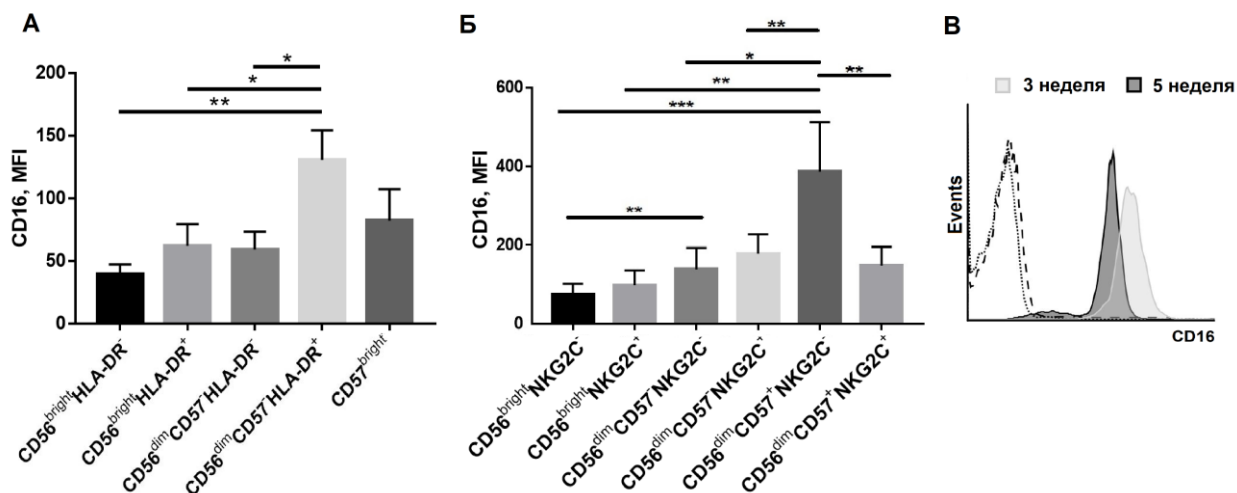 А
CD16, MFI
200
150
100
50
0
*
*
**
CD56brightHLA-DR-
CD56brightHLA-DR+
CD56dimCD57-HLA-DR-
CD56dimCD57-HLA-DR+
CD57bright
Б
CD16, MFI
600
400
200
0
**
*
**
**
***
**
CD56brightNKG2C-
CD56brightNKG2C+
CD56dimCD57-NKG2C-
CD56dimCD57-NKG2C+
CD56dimCD57+NKG2C-
CD56dimCD57+NKG2C+
В
3 неделя
5 неделя
Events
CD16